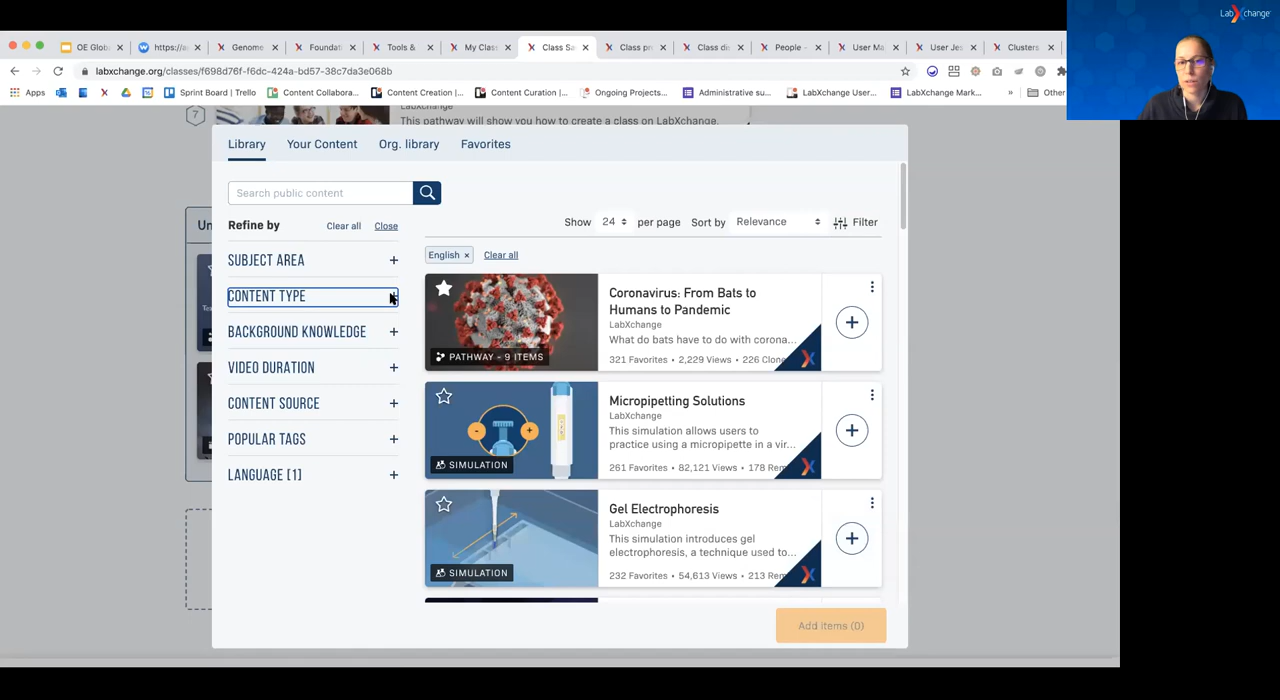 LabXchange
OE Glob
https://a
Genome
Foundati
Tools &
My Clas
Class Sa
Class pr
Class di
People -
User Ma
User Jes
Clusters
labxchange.org/classes/f698d76f-f6dc-424a-bd57-38c7da3e068b
Apps
Sprint Board | Trello
Content Collabora...
Content Creation |...
Content Curation |...
Ongoing Projects...
Administrative su...
LabXchange User...
LabXchange Mark...
»
Other
7
LabXchange
This pathway will show you how to create a class on LabXchange.
Library
Your Content
Org. library
Favorites
Search public content
Refine by
Clear all
Close
Show 24 per page
Sort by Relevance
Filter
Un
SUBJECT AREA +
CONTENT TYPE
BACKGROUND KNOWLEDGE +
VIDEO DURATION +
CONTENT SOURCE +
POPULAR TAGS +
LANGUAGE [1] +
English ×
Clear all
PATHWAY - 9 ITEMS
Coronavirus: From Bats to
Humans to Pandemic
LabXchange
What do bats have to do with corona...
321 Favorites • 2,229 Views • 226 Clone
SIMULATION
Micropipetting Solutions
LabXchange
This simulation allows users to
practice using a micropipette in a vir...
261 Favorites • 82,121 Views • 178 Rem
SIMULATION
Gel Electrophoresis
LabXchange
This simulation introduces gel
electrophoresis, a technique used to...
232 Favorites • 54,613 Views • 213 Rem
Add items (0)